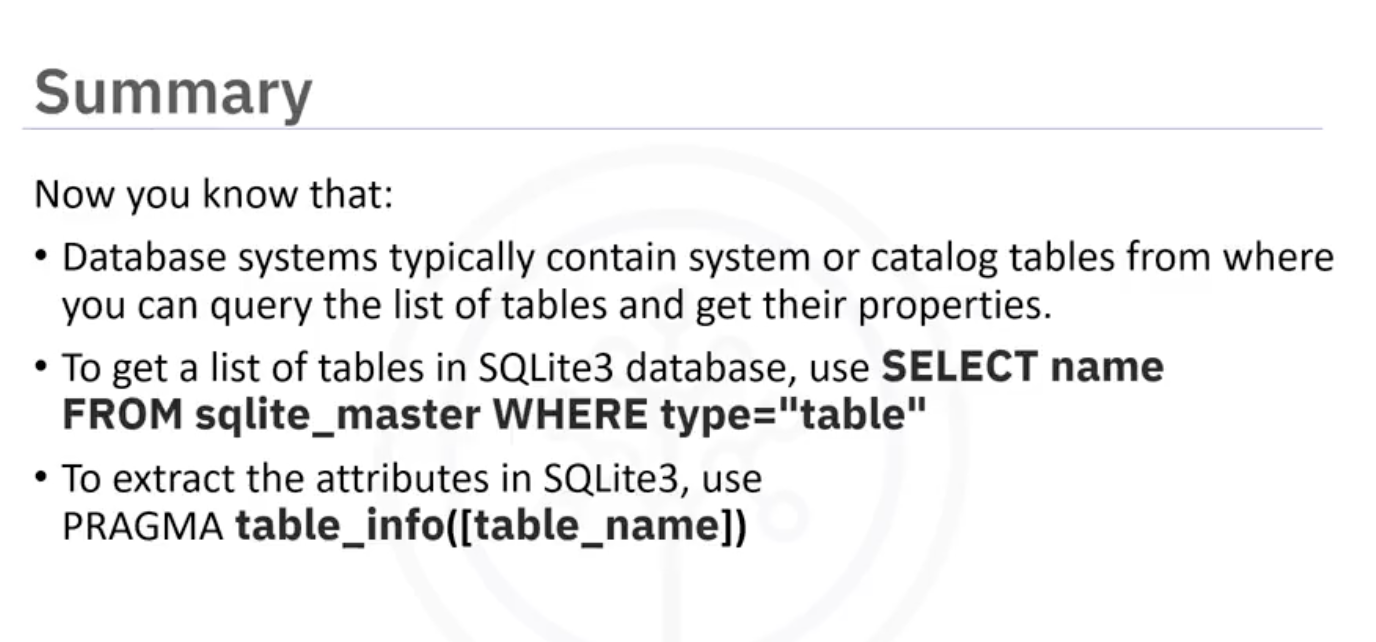 Summary
Now you know that:
• Database systems typically contain system or catalog tables from where
you can query the list of tables and get their properties.
• To get a list of tables in SQLite3 database, use SELECT name
FROM sqlite_master WHERE type="table"
• To extract the attributes in SQLite3, use
PRAGMA table_info([table_name])